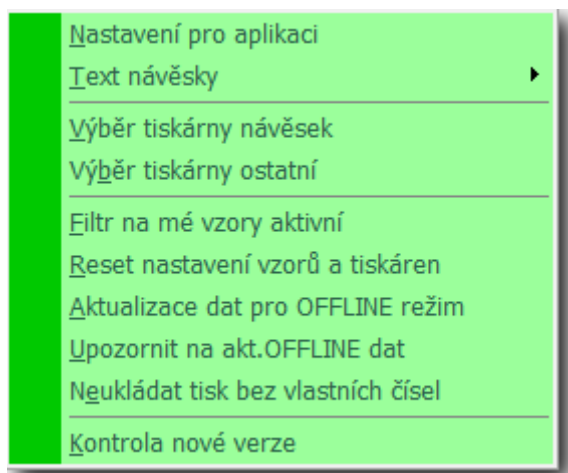 Nastavení pro aplikaci
Text návěsky
Výběr tiskárny návěsek
Výběr tiskárny ostatní
Filtr na mé vzory aktivní
Reset nastavení vzorů a tiskáren
Aktualizace dat pro OFFLINE režim
Upozornit na akt.OFFLINE dat
Neukládat tisk bez vlastních čísel
Kontrola nové verze